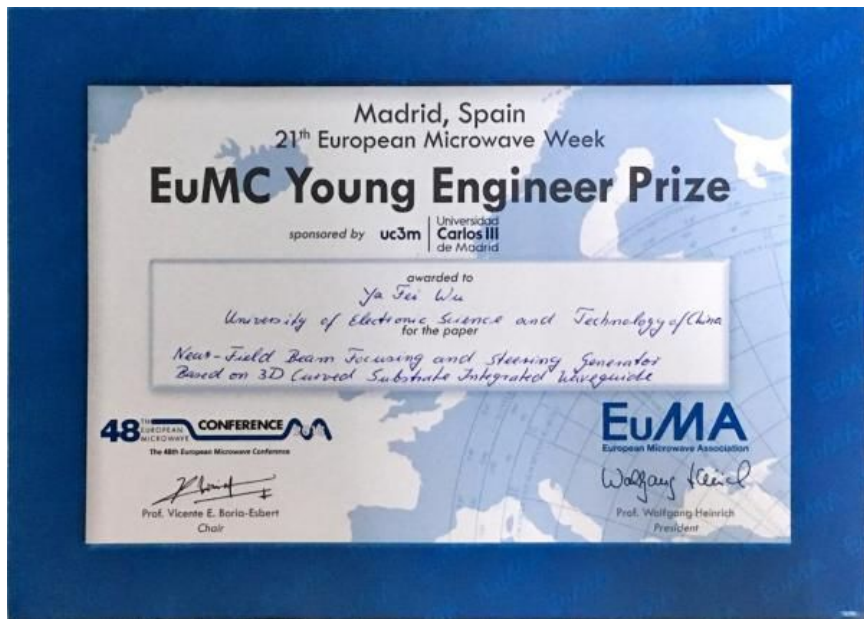 Madrid, Spain
21th European Microwave Week
EuMC Young Engineer Prize
sponsored by uc3m Universidad Carlos III de Madrid
awarded to
Ya Fei Wu
University of Electronic Science and Technology of China
for the paper
Near-Field Beam Focusing and Steering Generator
Based on 3D Curved Substrate Integrated Waveguide
48TH EUROPEAN MICROWAVE CONFERENCE
The 48th European Microwave Conference
EuMA
European Microwave Association
Prof. Vicente E. Boria-Esbert
Chair
Wolfgang Heinrich
Prof. Wolfgang Heinrich
President